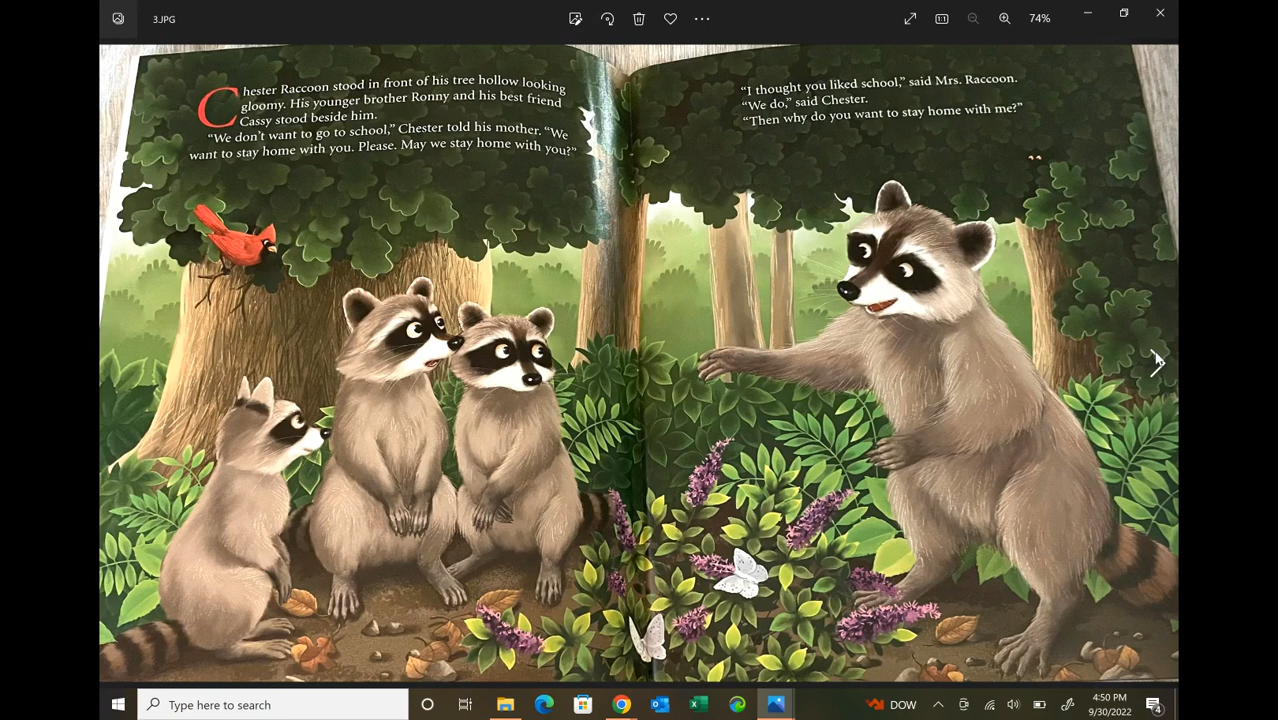 3.JPG
74%
Chester Raccoon stood in front of his tree hollow looking
gloomy. His younger brother Ronny and his best friend
Cassy stood beside him.
“We don’t want to go to school,” Chester told his mother. “We
want to stay home with you. Please. May we stay home with you?”
“I thought you liked school,” said Mrs. Raccoon.
“We do,” said Chester.
“Then why do you want to stay home with me?”
Type here to search
DOW
4:50 PM
9/30/2022
4